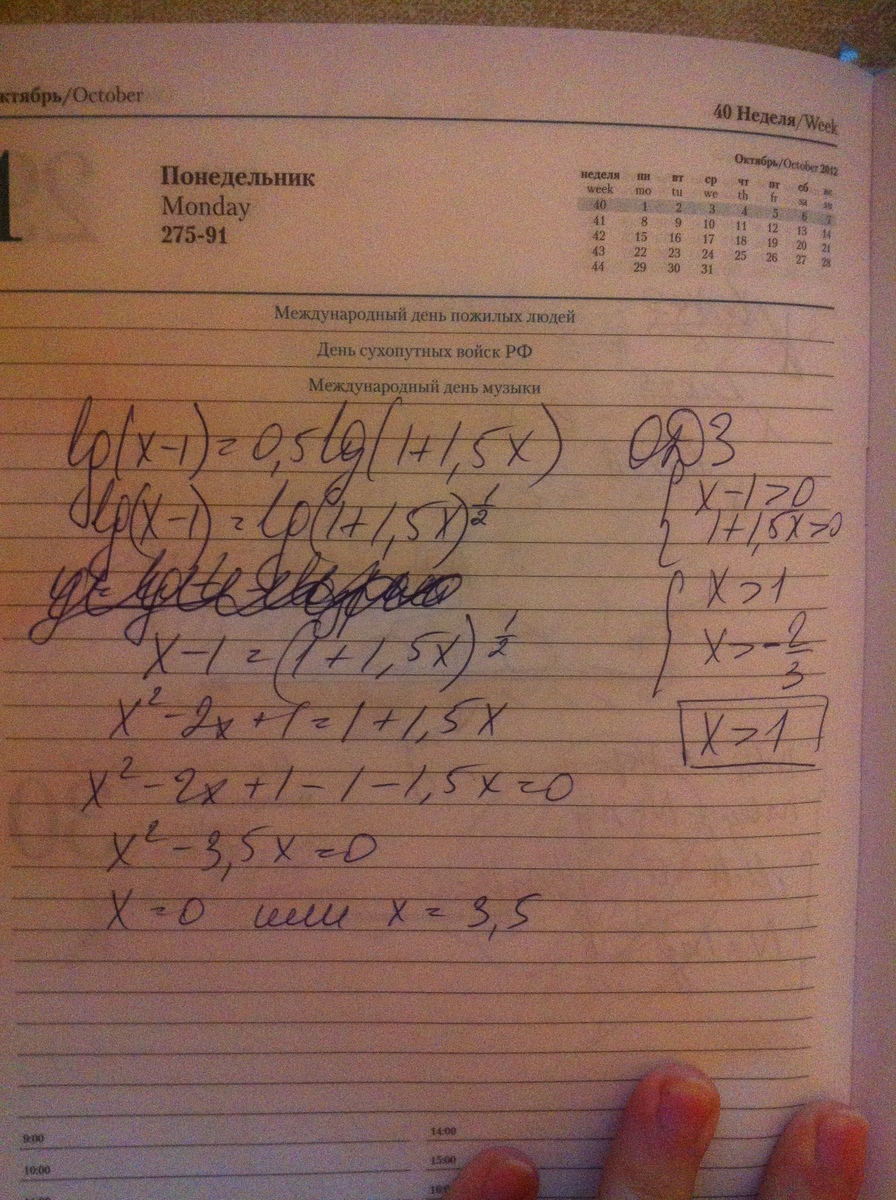 ктябрь/October
40 Неделя/Week
1
Понедельник
Monday
275-91
Октябрь/October 2012
неделя пн вт ср чт пт сб вс
week mo tu we th fr sa su
40 1 2 3 4 5 6 7
41 8 9 10 11 12 13 14
42 15 16 17 18 19 20 21
43 22 23 24 25 26 27 28
44 29 30 31
Международный день пожилых людей
День сухопутных войск РФ
Международный день музыки
lg(x-1)=0,5lg(1+1,5x)
lg(x-1)=lg(1+1,5x)^½
x-1=(1+1,5x)^½
x²-2x+1=1+1,5x
x²-2x+1-1-1,5x=0
x²-3,5x=0
x=0 или x=3,5
ОДЗ
{x-1>0
1+1,5x>0
{x>1
x>-2/3
x>1
9:00
10:00
14:00
15:00